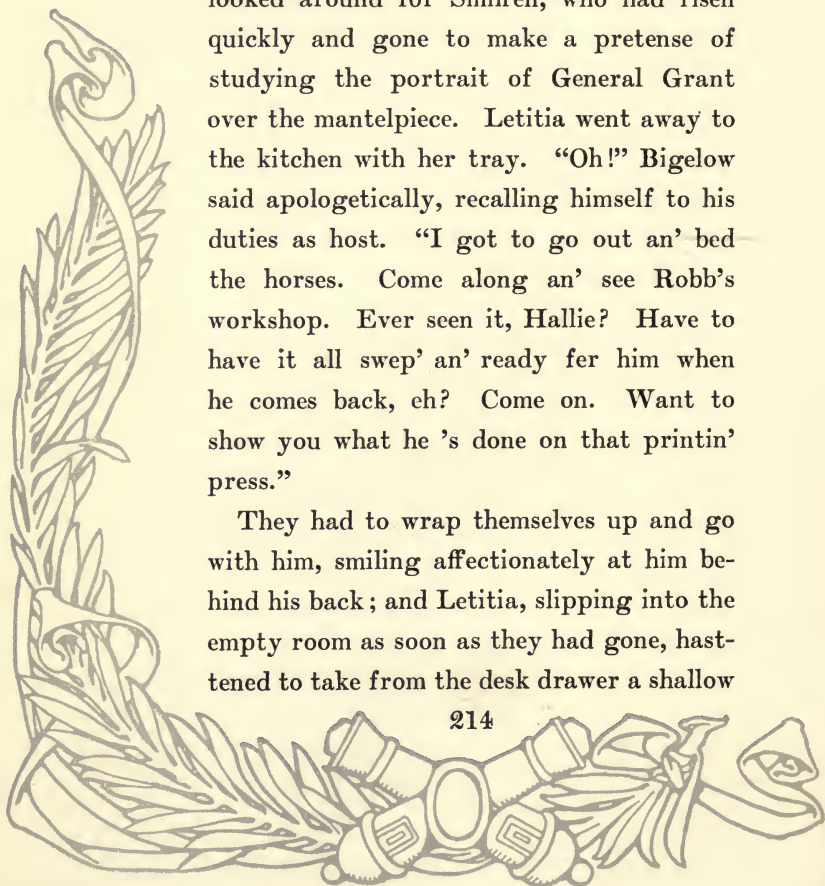 looked around for who had risen
quickly and gone to make a pretense of
studying the portrait of General Grant
over the mantelpiece. Letitia went away to
the kitchen with her tray. “Oh!” Bigelow
said apologetically, recalling himself to his
duties as host. “I got to go out an’ bed
the horses. Come along an’ see Robb’s
workshop. Ever seen it, Hallie? Have to
have it all swep’ an’ ready fer him when
he comes back, eh? Come on. Want to
show you what he ’s done on that printin’
press.”
They had to wrap themselves up and go
with him, smiling affectionately at him be-
hind his back; and Letitia, slipping into the
empty room as soon as they had gone, hast-
tened to take from the desk drawer a shallow
214